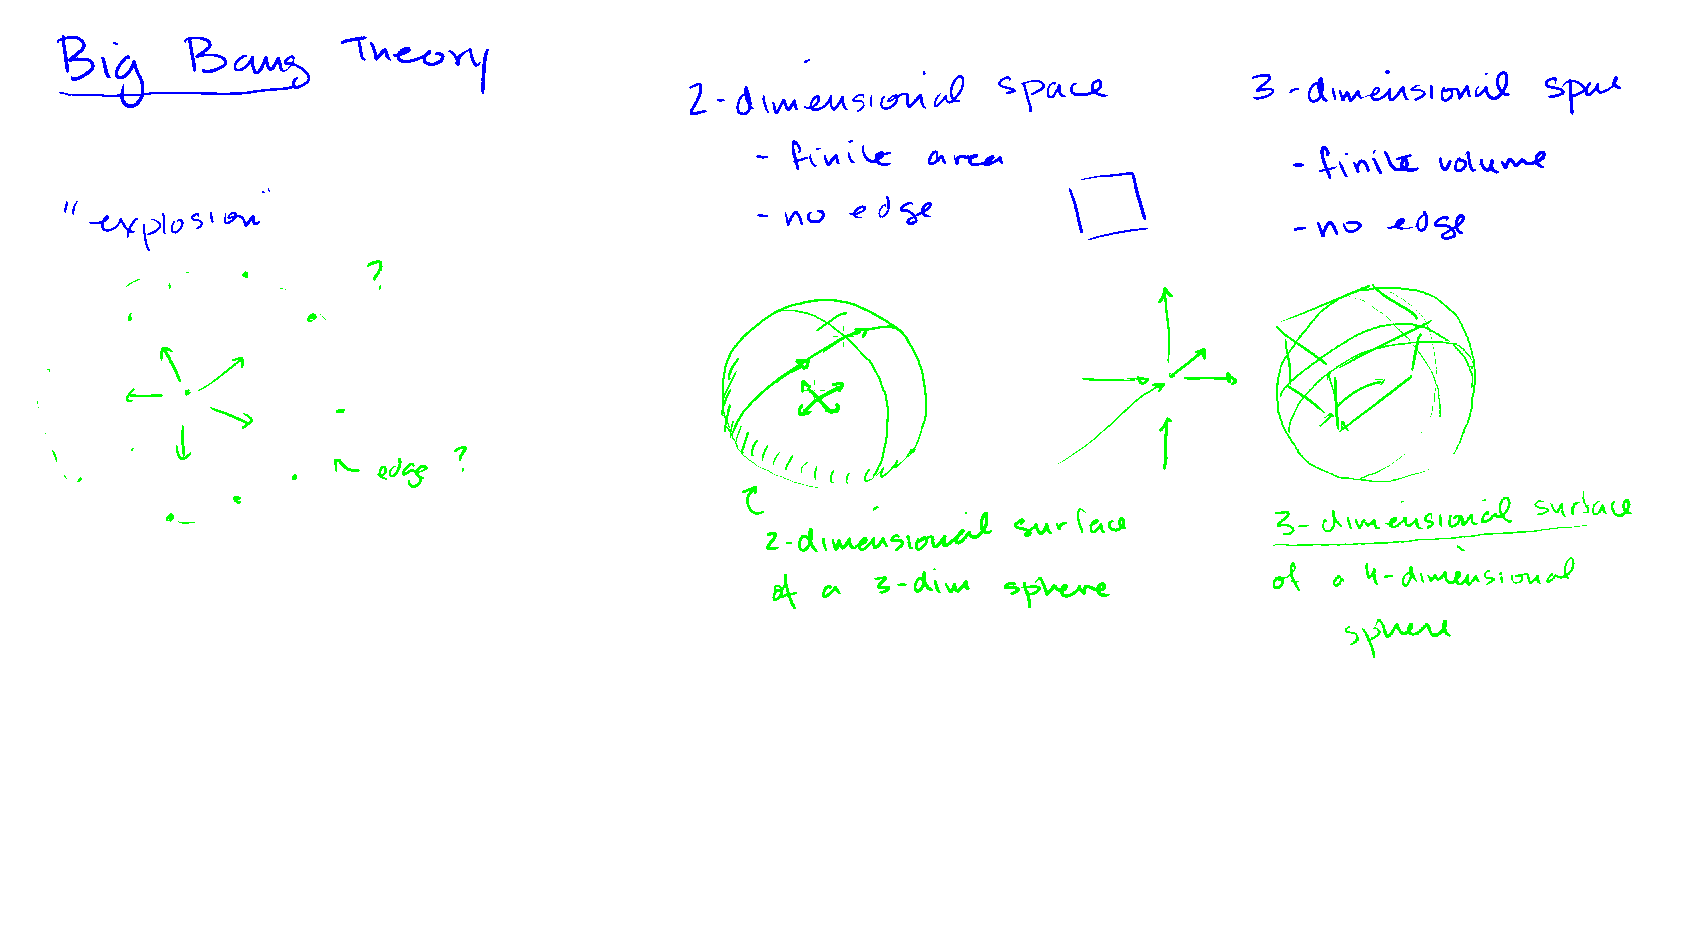 Big Bang Theory
"explosion"
?
edge ?
2-dimensional space
- finite area
- no edge
2-dimensional surface
of a 3-dim sphere
3-dimensional space
- finite volume
- no edge
3-dimensional surface
of a 4-dimensional
sphere